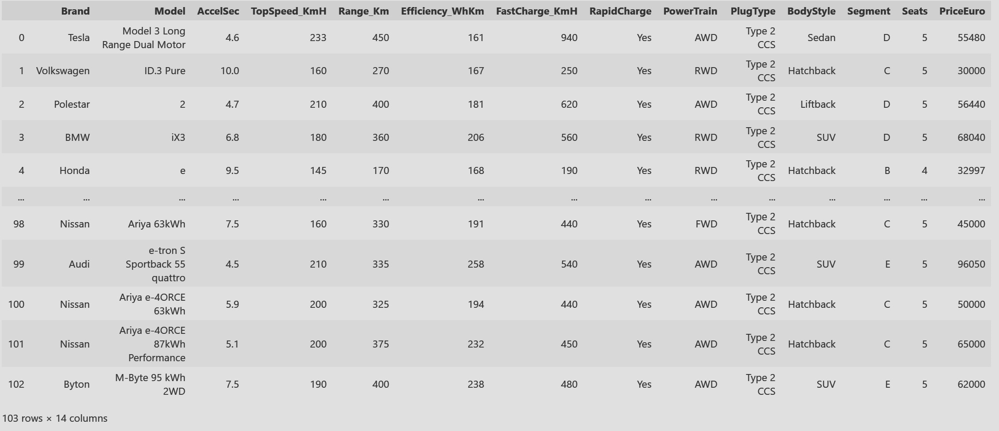 Brand Model AccelSec TopSpeed_KmH Range_Km Efficiency_WhKm FastCharge_KmH RapidCharge PowerTrain PlugType BodyStyle Segment Seats PriceEuro
0 Tesla Model 3 Long Range Dual Motor 4.6 233 450 161 940 Yes AWD Type 2 CCS Sedan D 5 55480
1 Volkswagen ID.3 Pure 10.0 160 270 167 250 Yes RWD Type 2 CCS Hatchback C 5 30000
2 Polestar 2 4.7 210 400 181 620 Yes AWD Type 2 CCS Liftback D 5 56440
3 BMW iX3 6.8 180 360 206 560 Yes RWD Type 2 CCS SUV D 5 68040
4 Honda e 9.5 145 170 168 190 Yes RWD Type 2 CCS Hatchback B 4 32997
... ... ... ... ... ... ... ... ... ... ... ... ... ... ...
98 Nissan Ariya 63kWh 7.5 160 330 191 440 Yes FWD Type 2 CCS Hatchback C 5 45000
99 Audi e-tron S Sportback 55 quattro 4.5 210 335 258 540 Yes AWD Type 2 CCS SUV E 5 96050
100 Nissan Ariya e-4ORCE 63kWh 5.9 200 325 194 440 Yes AWD Type 2 CCS Hatchback C 5 50000
101 Nissan Ariya e-4ORCE 87kWh Performance 5.1 200 375 232 450 Yes AWD Type 2 CCS Hatchback C 5 65000
102 Byton M-Byte 95 kWh 2WD 7.5 190 400 238 480 Yes AWD Type 2 CCS SUV E 5 62000
103 rows × 14 columns